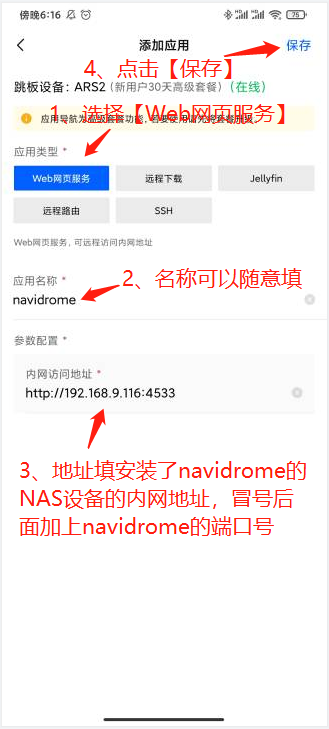 傍晚6:16
75
添加应用
保存
4、点击【保存】
跳板设备：ARS2（新用户30天高级套餐）（在线）
1、选择【Web网页服务】
应用导航为高级套餐功能，
应用类型 *
Web网页服务
远程下载
Jellyfin
远程路由
SSH
Web网页服务，可远程访问内网地址
应用名称 *
navidrome
2、名称可以随意填
参数配置 *
内网访问地址 *
http://192.168.9.116:4533
3、地址填安装了navidrome的
NAS设备的内网地址，冒号后
面加上navidrome的端口号